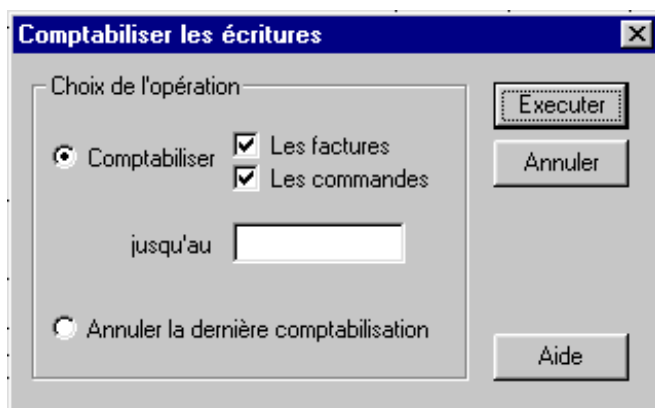 Comptabiliser les écritures
Choix de l'opération
Executer
Comptabiliser
Les factures
Les commandes
Annuler
jusqu'au
Annuler la dernière comptabilisation
Aide